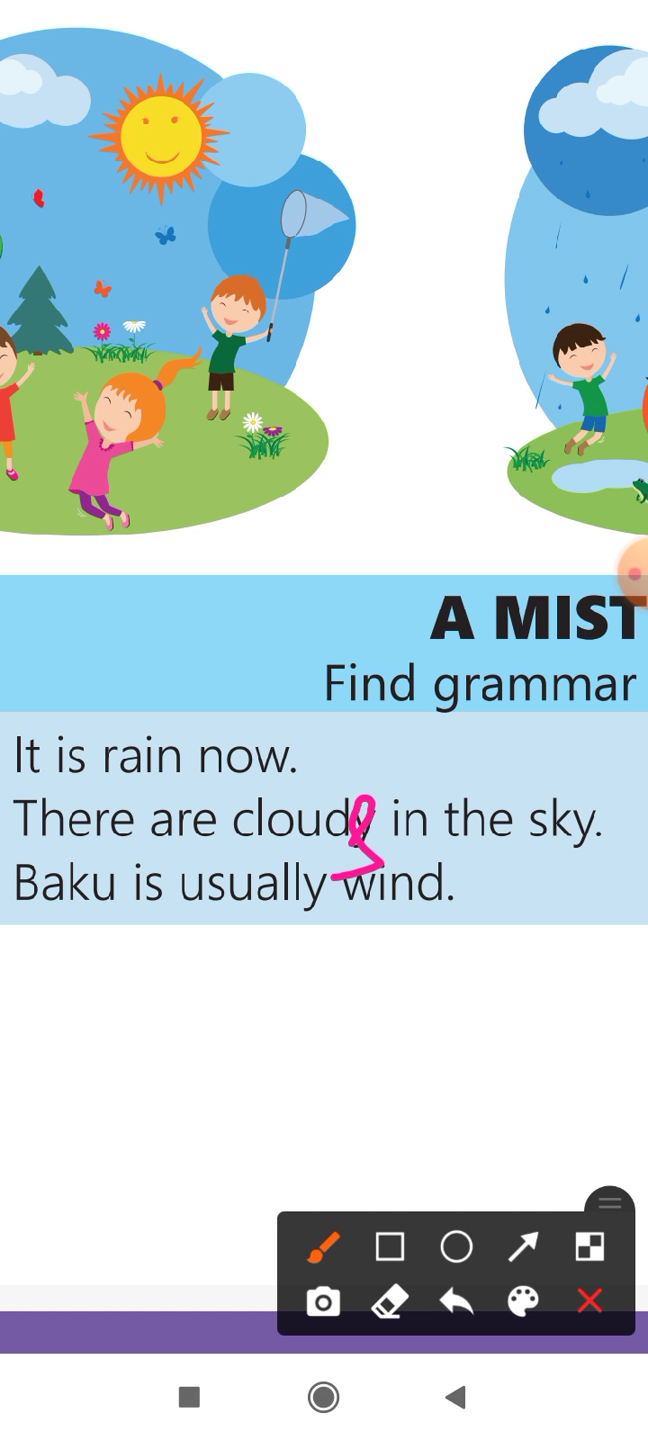 A MIST
Find grammar
It is rain now.
There are cloudy in the sky.
Baku is usually wind.